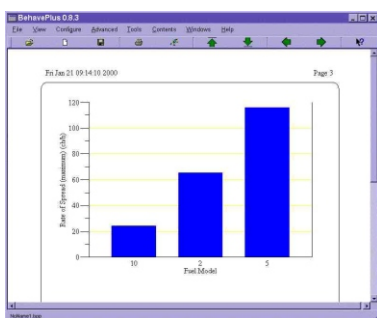 BehavePlus 0.8.3
File View Configure Advanced Tools Contents Windows Help
Fri Jan 21 09:14:10 2000 Page 3
120
100
80
60
40
20
0
Rate of Spread (maximum) (ch/h)
10 2 5
Fuel Model